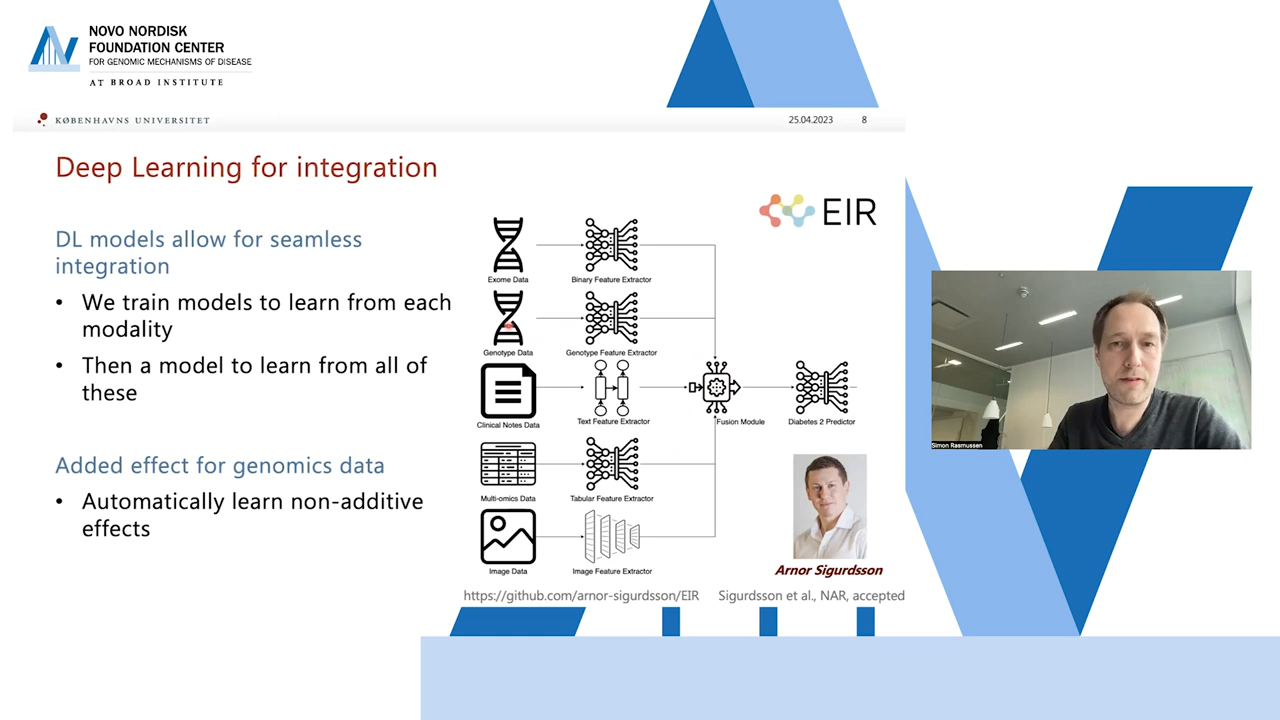 NOVO NORDISK
FOUNDATION CENTER
FOR GENOMIC MECHANISMS OF DISEASE
AT BROAD INSTITUTE
KØBENHAVNS UNIVERSITET
25.04.2023
8
Deep Learning for integration
EIR
DL models allow for seamless
integration
• We train models to learn from each
modality
• Then a model to learn from all of
these
Added effect for genomics data
• Automatically learn non-additive
effects
Exome Data
Binary Feature Extractor
Genotype Data
Genotype Feature Extractor
Clinical Notes Data
Text Feature Extractor
Fusion Module
Diabetes 2 Predictor
Multi-omics Data
Tabular Feature Extractor
Image Data
Image Feature Extractor
Arnor Sigurdsson
https://github.com/arnor-sigurdsson/EIR
Sigurdsson et al., NAR, accepted
Simon Rasmussen